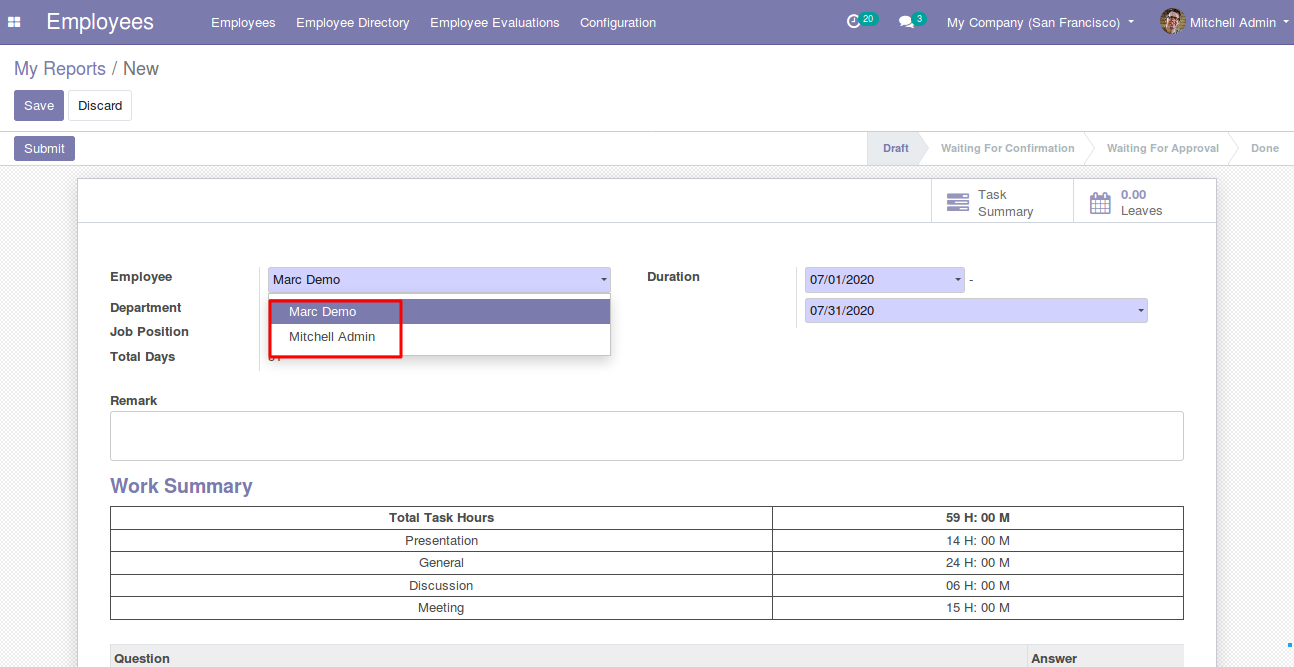 Employees Employees Employee Directory Employee Evaluations Configuration 20 3 My Company (San Francisco) Mitchell Admin
My Reports / New
Save Discard
Submit Draft Waiting For Confirmation Waiting For Approval Done
Task Summary
0.00 Leaves
Employee Marc Demo Duration 07/01/2020 -
07/31/2020
Department Marc Demo
Job Position Mitchell Admin
Total Days
Remark
Work Summary
Total Task Hours 59 H: 00 M
Presentation 14 H: 00 M
General 24 H: 00 M
Discussion 06 H: 00 M
Meeting 15 H: 00 M
Question Answer